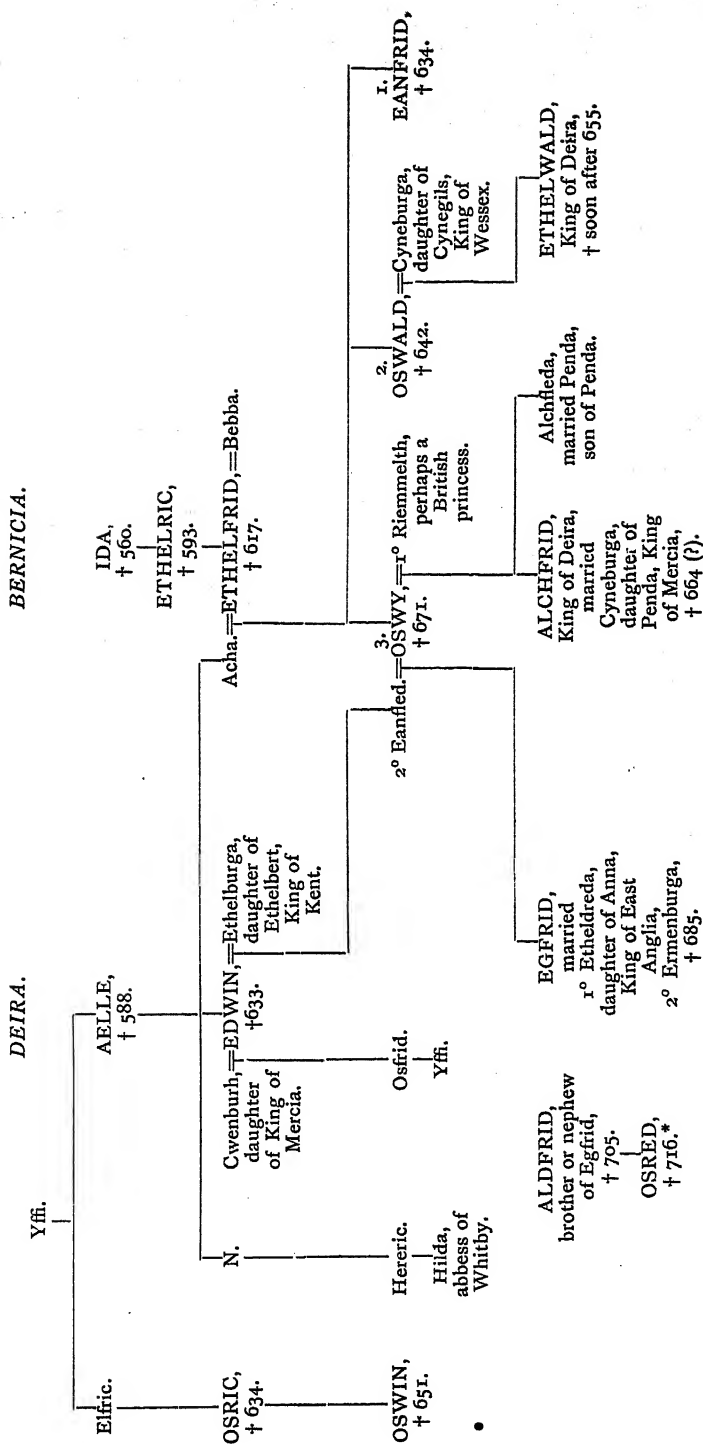 DEIRA.
BERNICIA.
Yffi.
Elfric.
AELLE,
† 588.
IDA,
† 560.
ETHELRIC,
† 593.
OSRIC,
† 634.
N.
Cwenburh,=EDWIN,=Ethelburga,
daughter
of King of
Mercia.
†633.
daughter of
Ethelbert,
King of
Kent.
Acha.=ETHELFRID,=Bebba.
† 617.
OSWIN,
† 651.
Hereric.
Hilda,
abbess of
Whitby.
Osfrid.
Yffi.
3.
2º Eanfled.=OSWY,=1º Riemmelth,
† 671.
perhaps a
British
princess.
2.
OSWALD,=Cyneburga,
† 642.
daughter of
Cynegils,
King of
Wessex.
1.
EANFRID,
† 634.
ALDFRID,
brother or nephew
of Egfrid,
† 705.
OSRED,
† 716.*
EGFRID,
married
1º Etheldreda,
daughter of Anna,
King of East
Anglia,
2º Ermenburga,
† 685.
ALCHFRID,
King of Deira,
married
Cyneburga,
daughter of
Penda, King
of Mercia,
† 664 (?).
Alchfleda,
married Penda,
son of Penda.
ETHELWALD,
King of Deira,
† soon after 655.